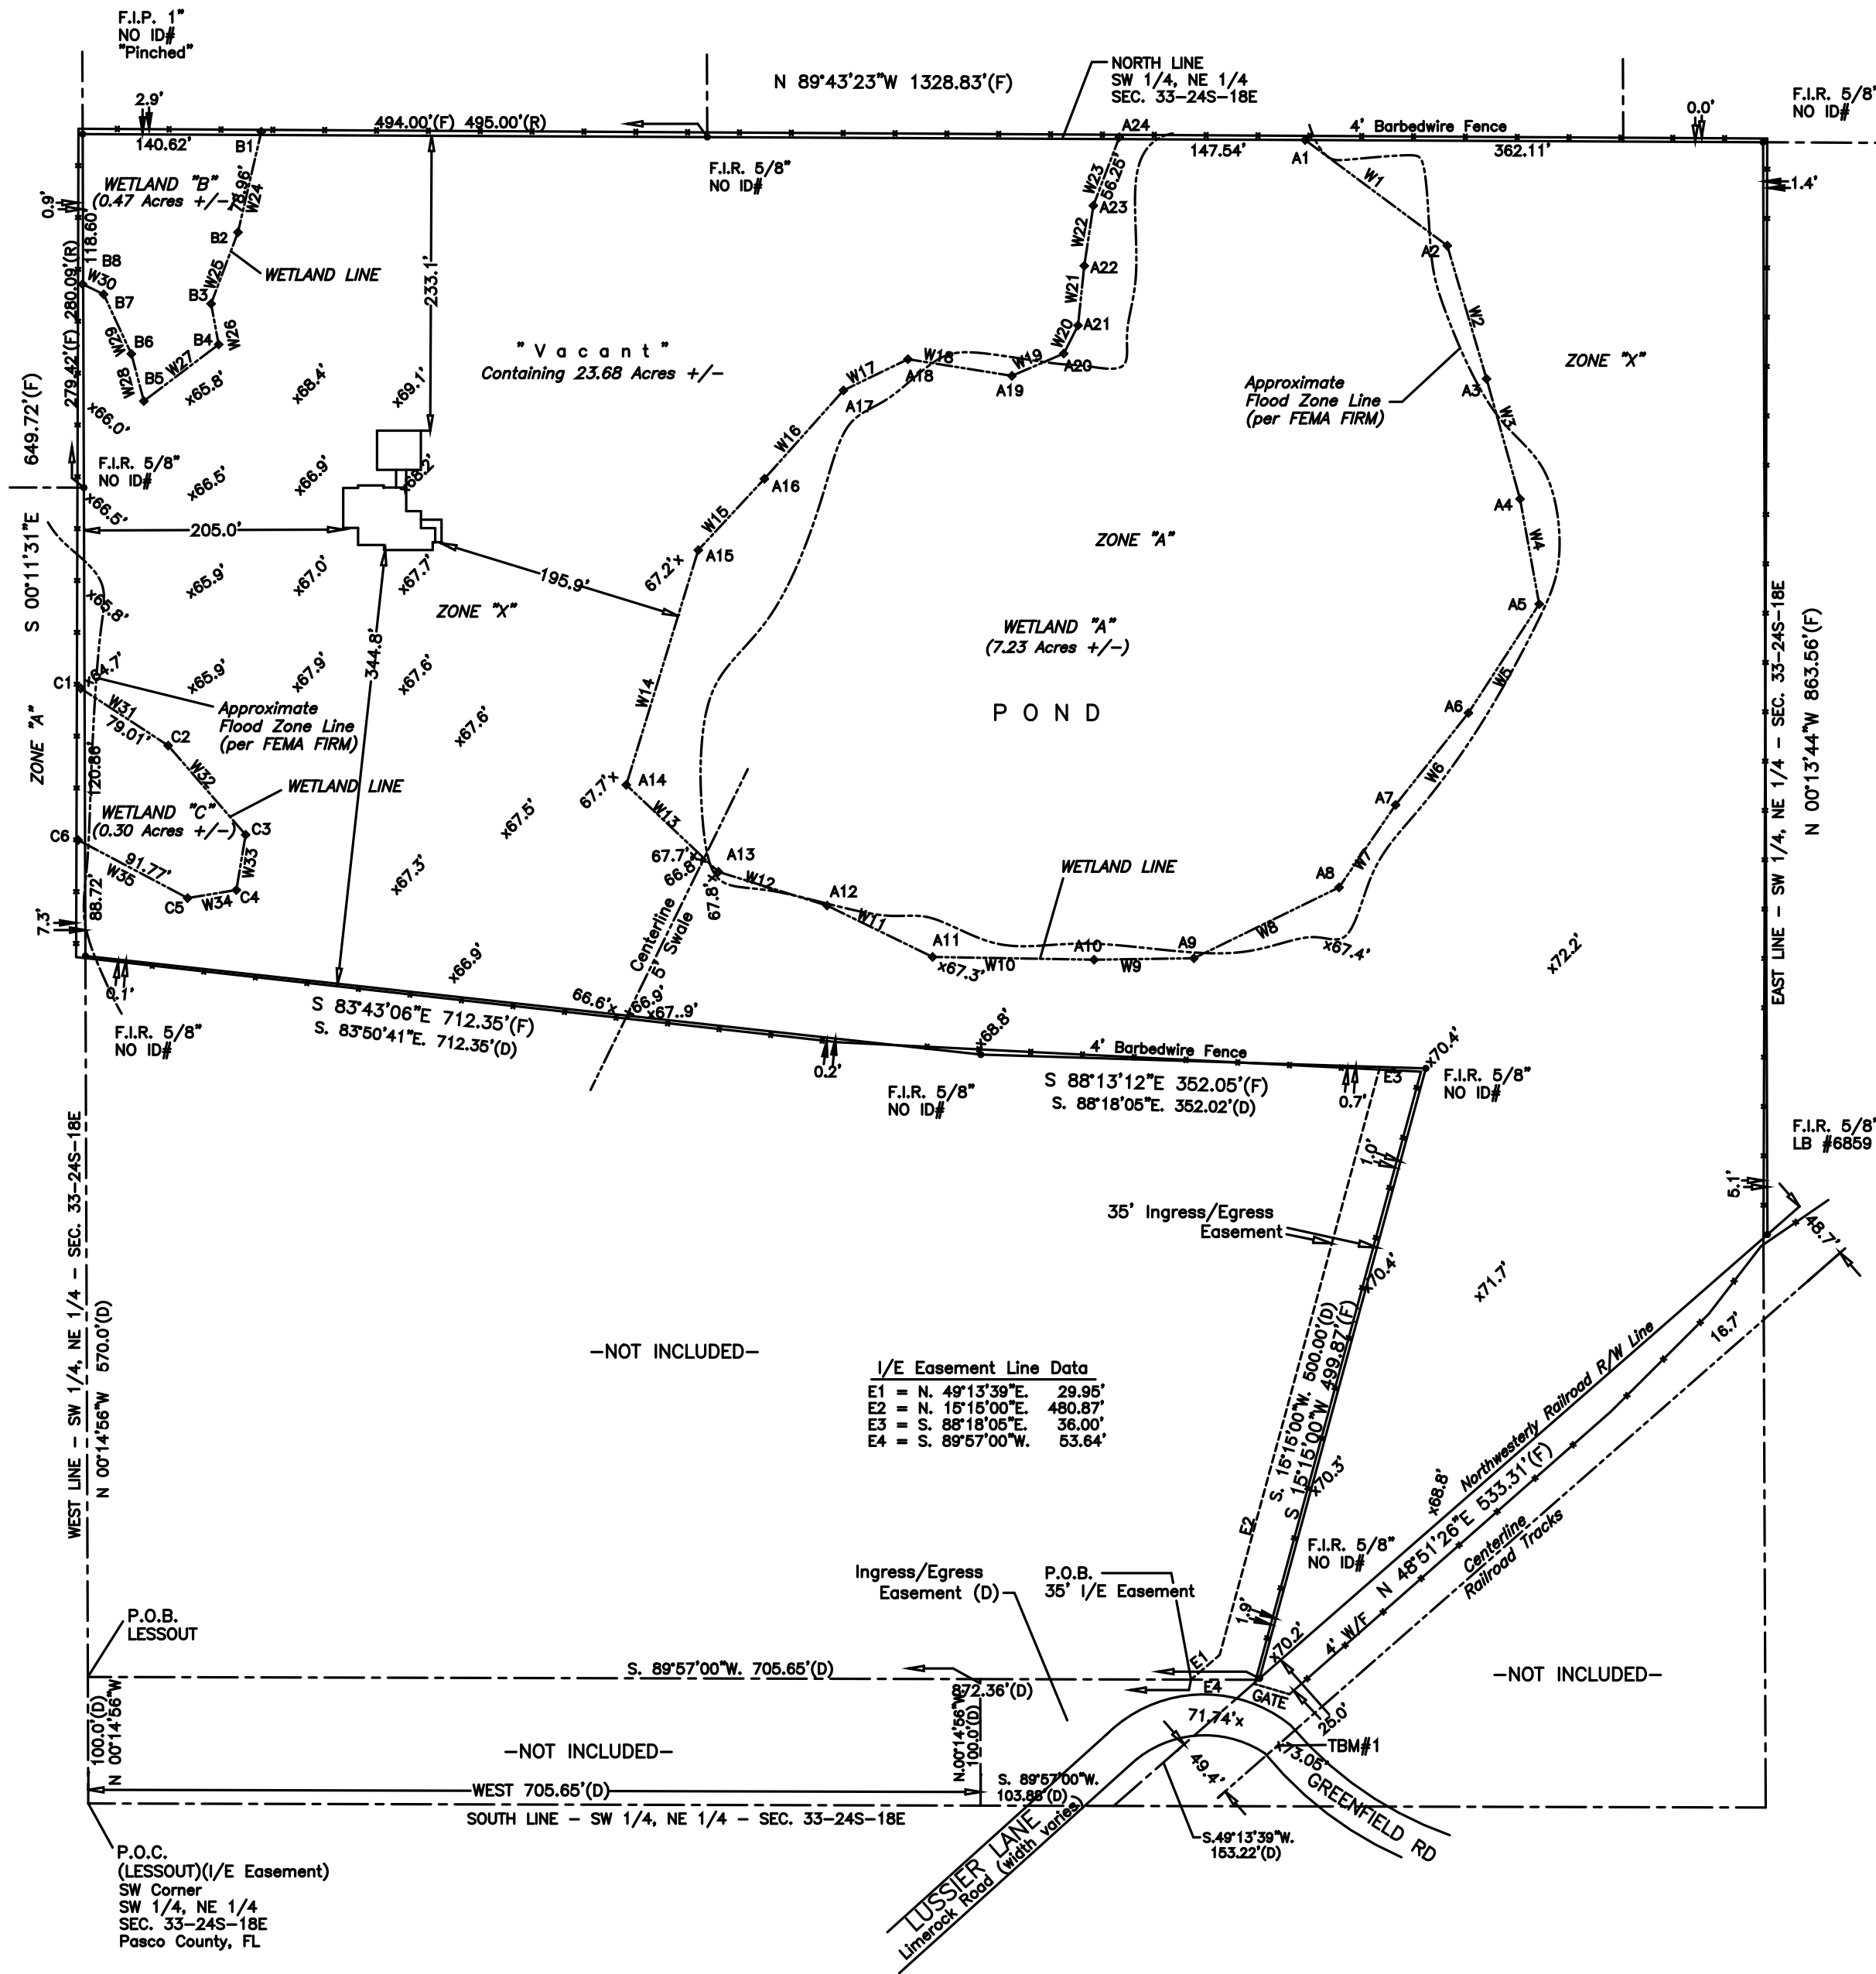 F.I.P. 1"
NO ID#
"Pinched"
2.9'
140.62'
494.00'(F) 495.00'(R)
N 89°43'23"W 1328.83'(F)
NORTH LINE
SW 1/4, NE 1/4
SEC. 33-24S-18E
F.I.R. 5/8"
NO ID#
0.0'
4' Barbedwire Fence
A24
147.54'
A1
362.11'
1.4'
F.I.R. 5/8"
NO ID#
B1
WETLAND "B"
(0.47 Acres +/-)
78.96'
W24
0.9'
118.60'
B2
WETLAND LINE
B8
W30
B7
W25
B3
W26
B4
B6
W29
W27
W28
B5
279.42'(F) 280.09'(R)
233.1'
W23
56.25'
A23
W22
A22
W21
A21
W20
A20
W19
A19
W18
A18
W17
A17
W16
A16
W15
A15
W1
A2
W2
A3
W3
A4
W4
A5
" V a c a n t "
Containing 23.68 Acres +/-
Approximate
Flood Zone Line
(per FEMA FIRM)
ZONE "X"
x65.8'
x68.4'
x69.1'
x66.0'
F.I.R. 5/8"
NO ID#
x66.5'
x66.9'
x68.2'
x66.5'
205.0'
649.72'(F)
S 00°11'31"E
ZONE "A"
195.9'
67.2'x
x65.9'
x67.0'
x67.7'
x65.8'
ZONE "X"
344.8'
WETLAND "A"
(7.23 Acres +/-)
P O N D
x64.7'
x65.9'
x67.9'
x67.6'
C1
W31
79.01'
C2
Approximate
Flood Zone Line
(per FEMA FIRM)
x67.6'
W14
W5
A6
ZONE "A"
120.86'
W32
WETLAND LINE
67.7'x
A14
W13
W6
A7
WETLAND "C"
(0.30 Acres +/-)
C6
C3
x67.5'
67.7'x
66.8'
A13
67.8'x
W12
A12
W33
91.77'
W35
C5
W34
C4
x67.3'
WETLAND LINE
A8
W7
W8
88.72'
7.3'
Centerline
5' Swale
W11
A11
x67.3'
W10
A10
W9
A9
x67.4'
x72.2'
EAST LINE - SW 1/4, NE 1/4 - SEC. 33-24S-18E
N 00°13'44"W 863.56'(F)
x66.9'
0.1'
F.I.R. 5/8"
NO ID#
S 83°43'06"E 712.35'(F)
S. 83°50'41"E. 712.35'(D)
66.6'x
x66.9'
x67..9'
0.2'
x68.8'
4' Barbedwire Fence
F.I.R. 5/8"
NO ID#
S 88°13'12"E 352.05'(F)
S. 88°18'05"E. 352.02'(D)
0.7'
E3
x70.4'
F.I.R. 5/8"
NO ID#
F.I.R. 5/8"
LB #6859
1.0'
5.1'
35' Ingress/Egress
Easement
48.7'
x70.4'
x71.7'
16.7'
WEST LINE - SW 1/4, NE 1/4 - SEC. 33-24S-18E
N 00°14'56"W 570.0'(D)
-NOT INCLUDED-
I/E Easement Line Data
E1 = N. 49°13'39"E. 29.95'
E2 = N. 15°15'00"E. 480.87'
E3 = S. 88°18'05"E. 36.00'
E4 = S. 89°57'00"W. 53.64'
S. 15°15'00"W. 500.00'(D)
S 15°15'00"W 499.87'(F)
E2
x70.3'
x68.8'
Northwesterly Railroad R/W Line
N 48°51'26"E 533.31'(F)
Centerline
Railroad Tracks
4' W/F
F.I.R. 5/8"
NO ID#
Ingress/Egress
Easement (D)
P.O.B.
35' I/E Easement
1.9'
x70.2'
P.O.B.
LESSOUT
S. 89°57'00"W. 705.65'(D)
E1
E4
GATE
872.36'(D)
-NOT INCLUDED-
100.0'(D)
N 00°14'56"W
-NOT INCLUDED-
N.00°14'56"W.
100.0'(D)
71.74'x
25.0'
TBM#1
x73.05'
49.4'
WEST 705.65'(D)
S. 89°57'00"W.
103.88'(D)
SOUTH LINE - SW 1/4, NE 1/4 - SEC. 33-24S-18E
GREENFIELD RD
S.49°13'39"W.
153.22'(D)
LUSSIER LANE
Limerock Road (width varies)
P.O.C.
(LESSOUT)(I/E Easement)
SW Corner
SW 1/4, NE 1/4
SEC. 33-24S-18E
Pasco County, FL